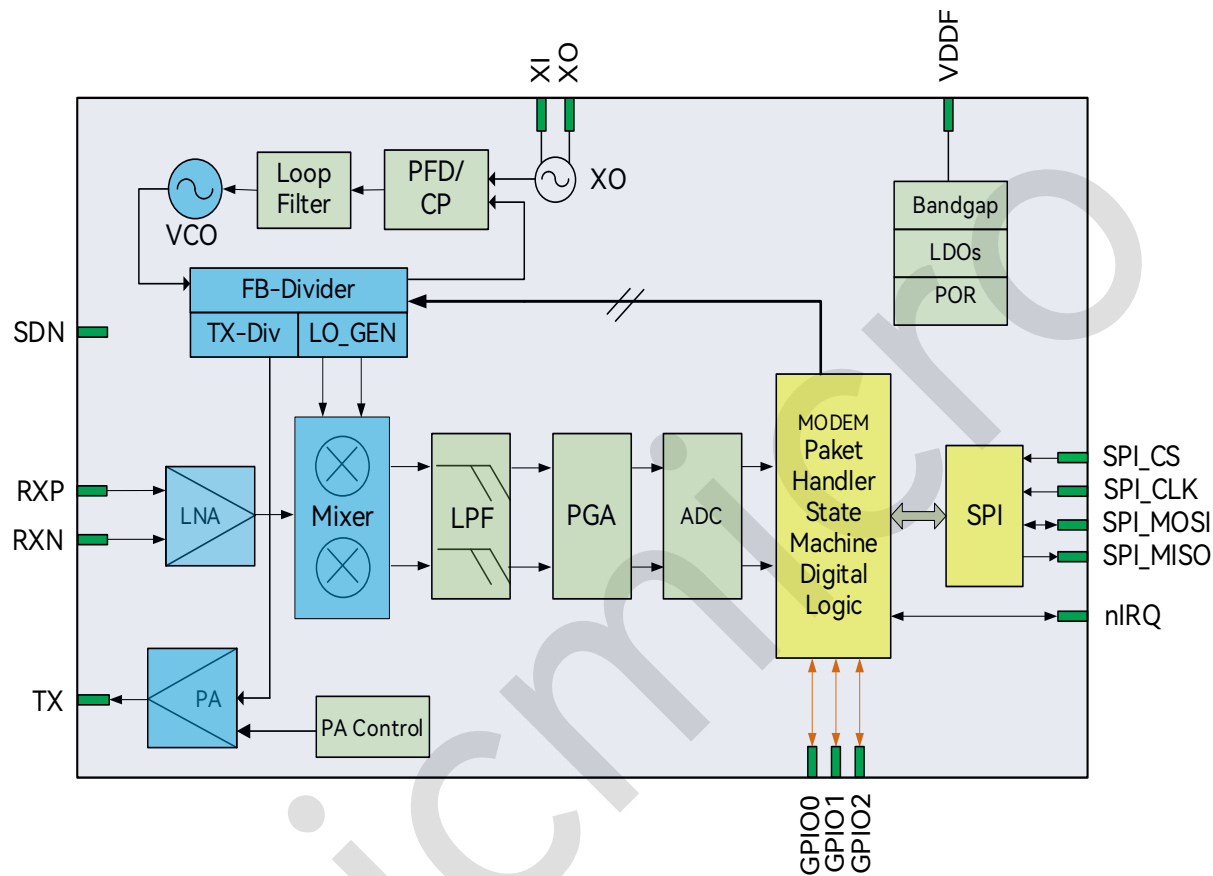 XI
XO
VDDF
Loop
Filter
PFD/
CP
XO
VCO
Bandgap
LDOs
POR
FB-Divider
TX-Div
LO_GEN
SDN
MODEM
Paket
Handler
State
Machine
Digital
Logic
RXP
RXN
LNA
Mixer
LPF
PGA
ADC
SPI
SPI_CS
SPI_CLK
SPI_MOSI
SPI_MISO
nIRQ
TX
PA
PA Control
GPIO0
GPIO1
GPIO2
icmicro